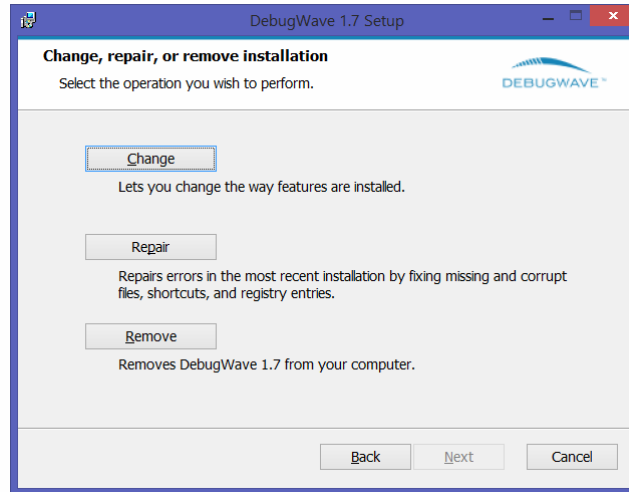 DebugWave 1.7 Setup
Change, repair, or remove installation
Select the operation you wish to perform.
DEBUGWAVE™
Change
Lets you change the way features are installed.
Repair
Repairs errors in the most recent installation by fixing missing and corrupt
files, shortcuts, and registry entries.
Remove
Removes DebugWave 1.7 from your computer.
Back Next Cancel